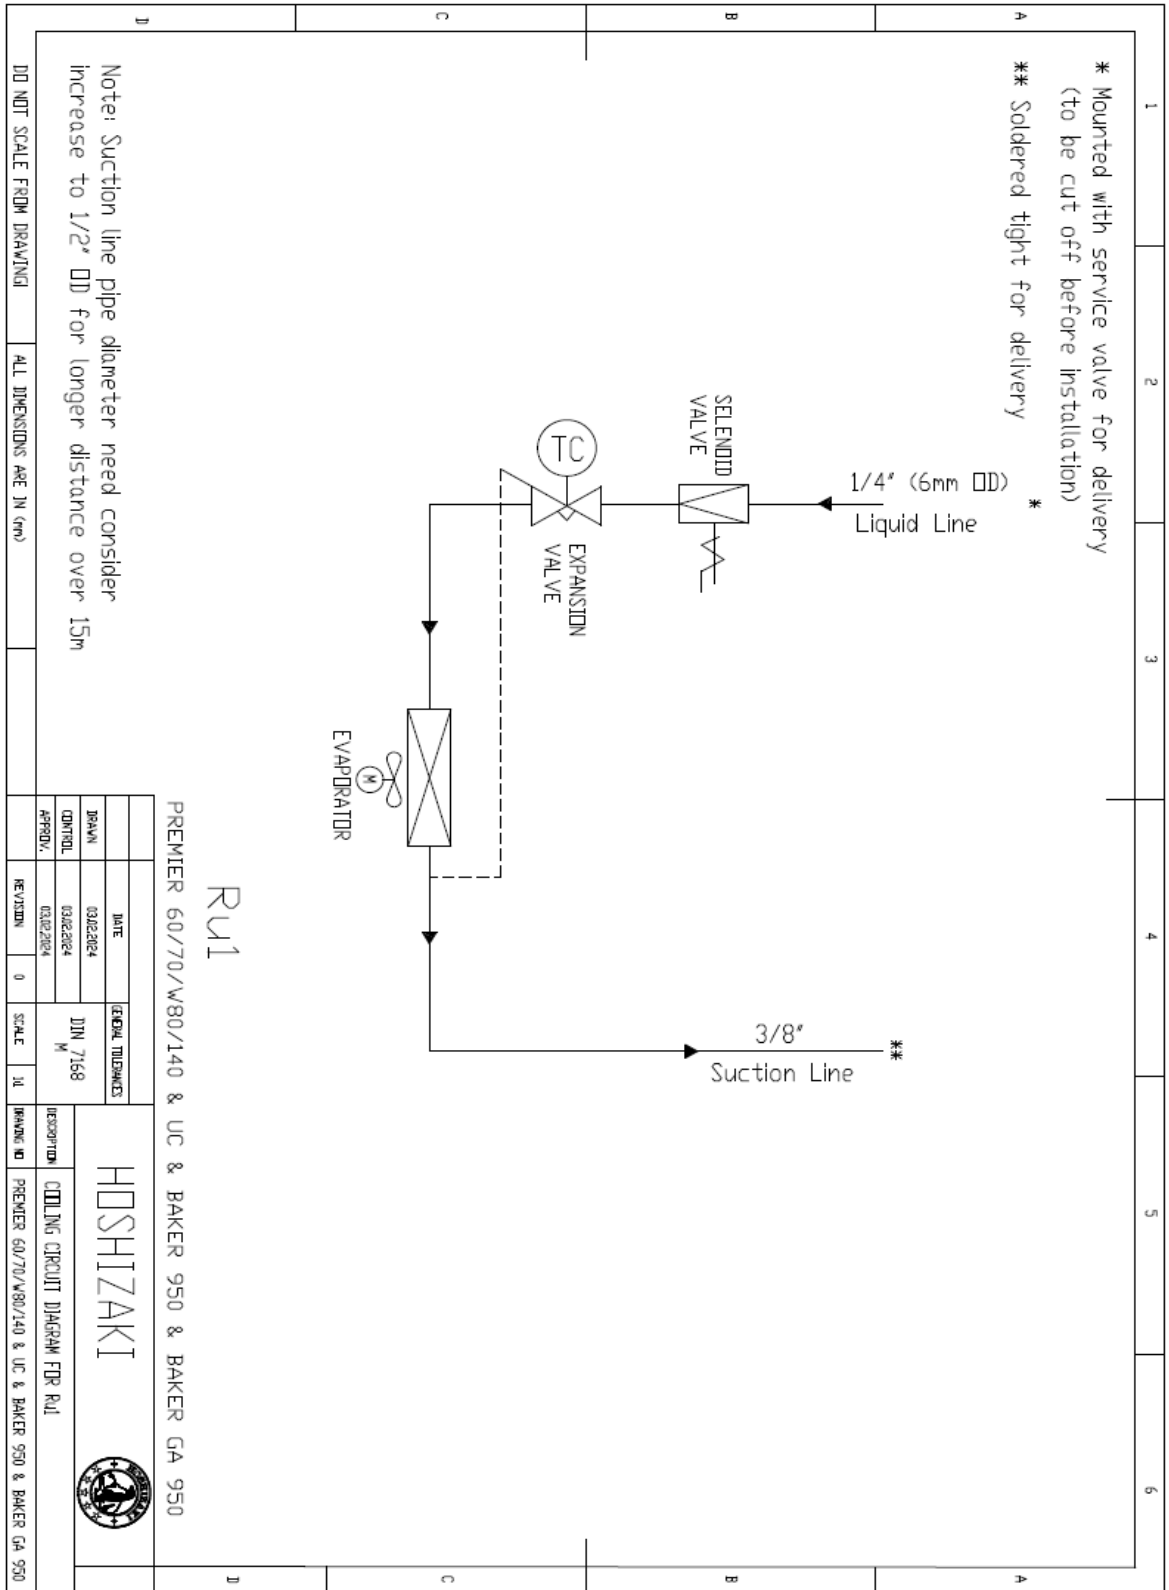 1 2 3 4 5 6
A
B
C
D
A
B
C
D
* Mounted with service valve for delivery
(to be cut off before installation)
** Soldered tight for delivery
*
1/4" (6mm OD)
Liquid Line
**
3/8"
Suction Line
SELENOID
VALVE
TC
EXPANSION
VALVE
M
EVAPORATOR
Ru1
Note: Suction line pipe diameter need consider
increase to 1/2" OD for longer distance over 15m
PREMIER 60/70/W80/140 & UC & BAKER 950 & BAKER GA 950
DATE
GENERAL TOLERANCES
DRAWN 03.02.2024
CONTROL 03.02.2024
APPROV. 03.02.2024
DIN 7168
M
HOSHIZAKI
HOSHIZAKI
DESCRIPTION COOLING CIRCUIT DIAGRAM FOR Ru1
DO NOT SCALE FROM DRAWING!
ALL DIMENSIONS ARE IN (mm)
REVISION 0
SCALE 1:1
DRAWING NO PREMIER 60/70/W80/140 & UC & BAKER 950 & BAKER GA 950